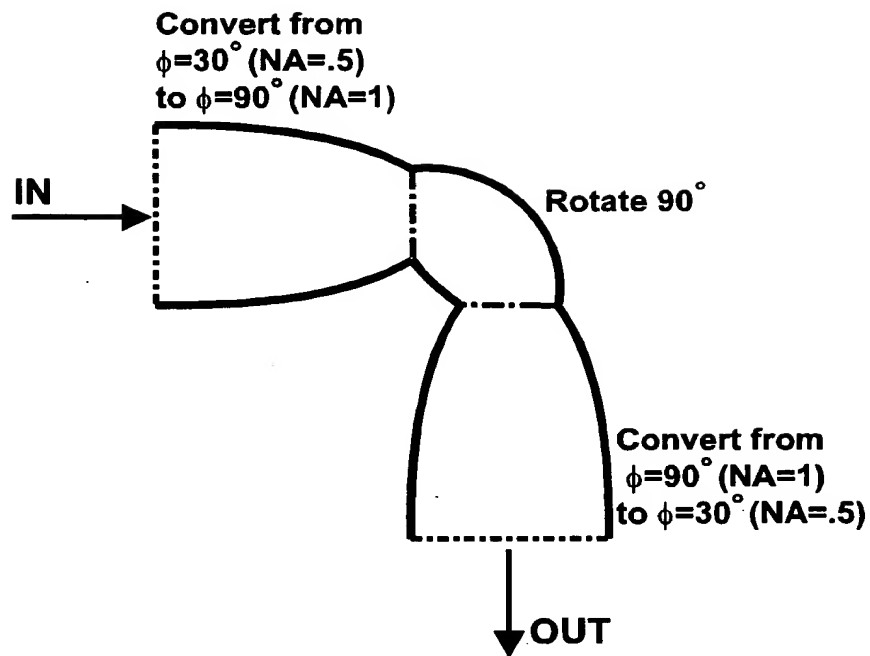 Convert from
ϕ=30° (NA=.5)
to ϕ=90° (NA=1)
IN
Rotate 90°
Convert from
ϕ=90° (NA=1)
to ϕ=30° (NA=.5)
OUT